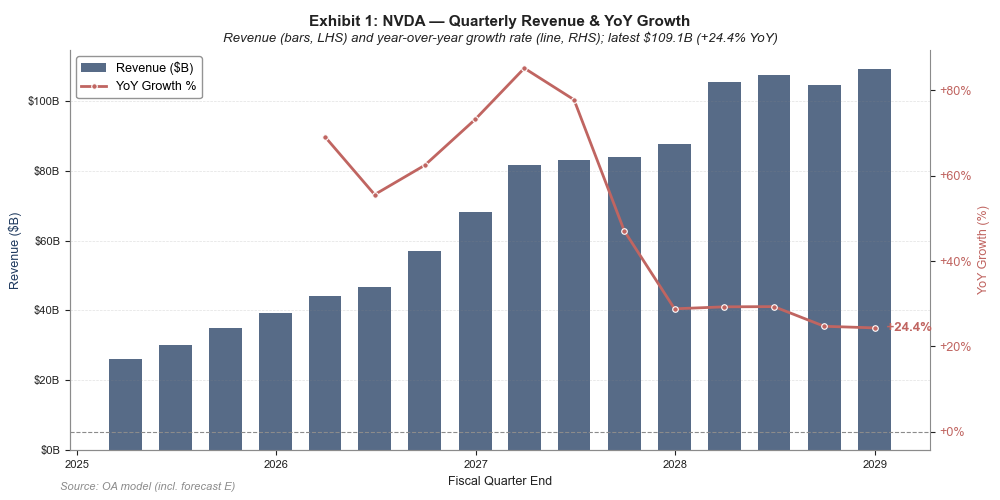 Exhibit 1: NVDA — Quarterly Revenue & YoY Growth
Revenue (bars, LHS) and year-over-year growth rate (line, RHS); latest $109.1B (+24.4% YoY)
Revenue ($B)
YoY Growth %
$100B
$80B
$60B
$40B
$20B
$0B
Revenue ($B)
+80%
+60%
+40%
+20%
+0%
YoY Growth (%)
+24.4%
2025
2026
2027
2028
2029
Fiscal Quarter End
Source: OA model (incl. forecast E)